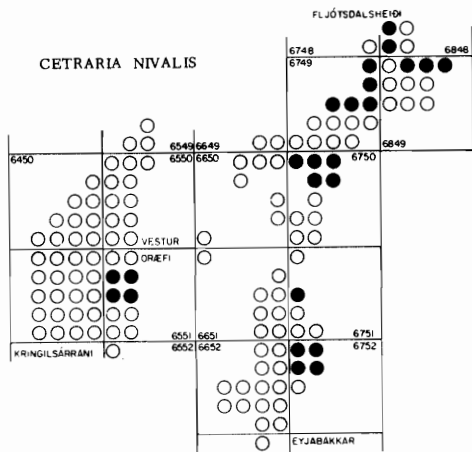 FLJÓTSDALSHEIÐI
CETRARIA NIVALIS
6748 6848
6749
6549 6649 6849
6450 6550 6650 6750
VESTUR
ÖRÆFI
6551 6651 6751
KRINGILSÁRRANI 6552 6652 6752
EYJABAKKAR